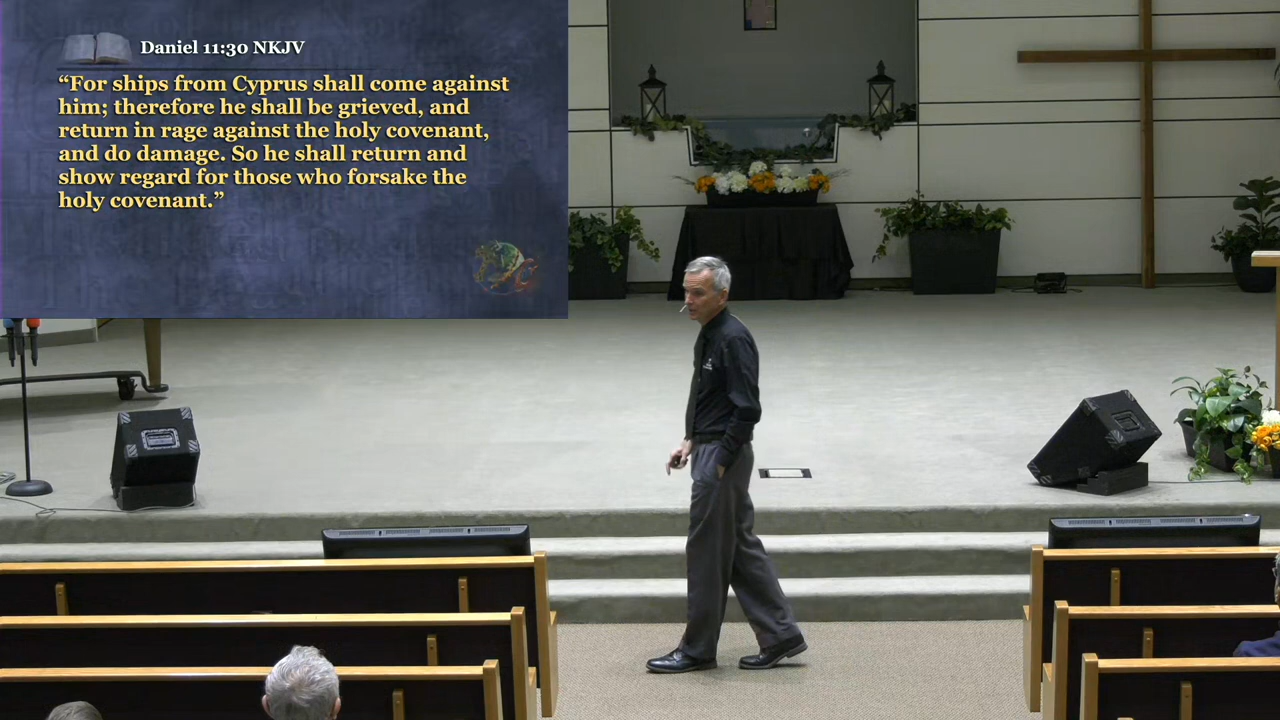 Daniel 11:30 NKJV
“For ships from Cyprus shall come against
him; therefore he shall be grieved, and
return in rage against the holy covenant,
and do damage. So he shall return and
show regard for those who forsake the
holy covenant.”